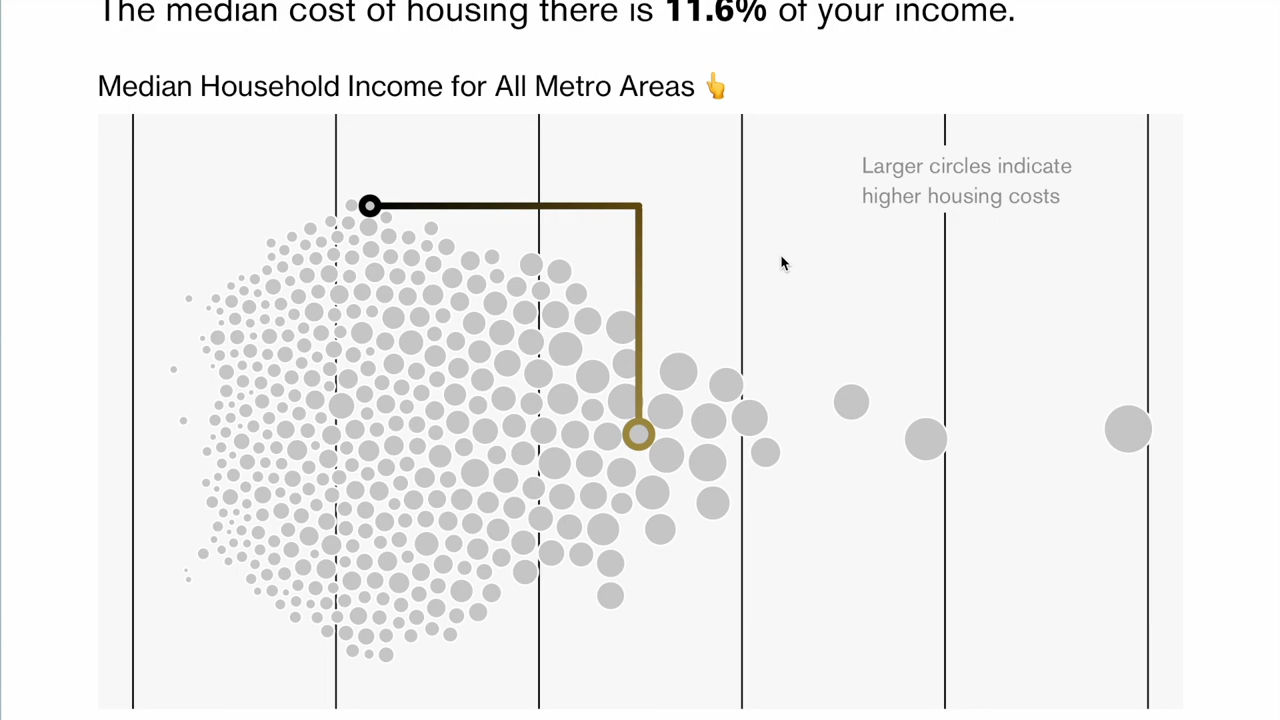 The median cost of housing there is 11.6% of your income.
Median Household Income for All Metro Areas 👆
Larger circles indicate
higher housing costs